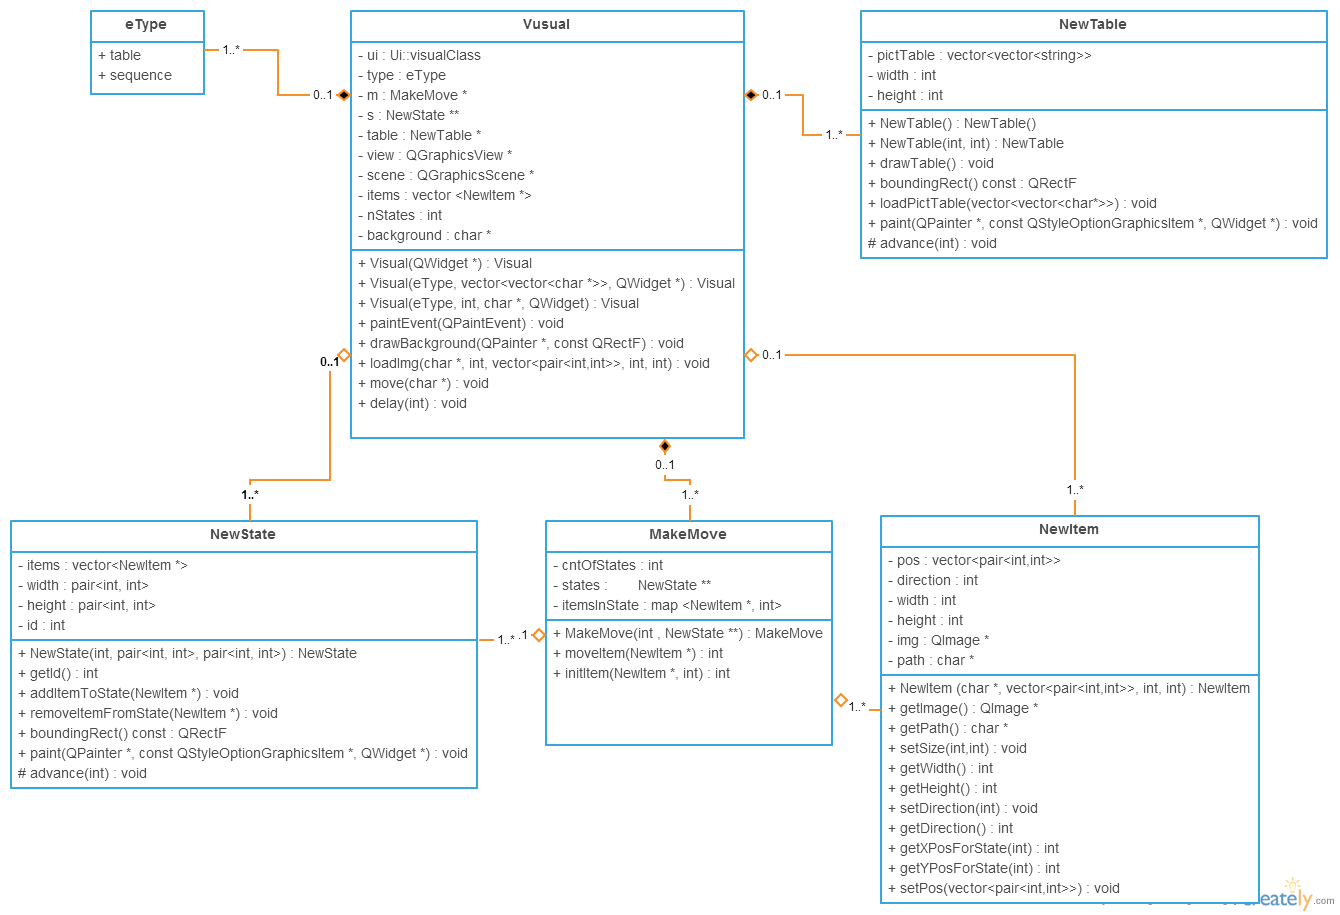 eType
+ table
+ sequence
1..*
0..1
Vusual
- ui : Ui::visualClass
- type : eType
- m : MakeMove *
- s : NewState **
- table : NewTable *
- view : QGraphicsView *
- scene : QGraphicsScene *
- items : vector <NewItem *>
- nStates : int
- background : char *
+ Visual(QWidget *) : Visual
+ Visual(eType, vector<vector<char *>>, QWidget *) : Visual
+ Visual(eType, int, char *, QWidget) : Visual
+ paintEvent(QPaintEvent) : void
+ drawBackground(QPainter *, const QRectF) : void
+ loadImg(char *, int, vector<pair<int,int>>, int, int) : void
+ move(char *) : void
+ delay(int) : void
0..1
1..*
NewTable
- pictTable : vector<vector<string>>
- width : int
- height : int
+ NewTable() : NewTable()
+ NewTable(int, int) : NewTable
+ drawTable() : void
+ boundingRect() const : QRectF
+ loadPictTable(vector<vector<char*>>) : void
+ paint(QPainter *, const QStyleOptionGraphicsItem *, QWidget *) : void
# advance(int) : void
0..1
1..*
0..1
1..*
0..1
1..*
NewState
- items : vector<NewItem *>
- width : pair<int, int>
- height : pair<int, int>
- id : int
+ NewState(int, pair<int, int>, pair<int, int>) : NewState
+ getId() : int
+ addItemToState(NewItem *) : void
+ removeItemFromState(NewItem *) : void
+ boundingRect() const : QRectF
+ paint(QPainter *, const QStyleOptionGraphicsItem *, QWidget *) : void
# advance(int) : void
1..*
.1
MakeMove
- cntOfStates : int
- states : NewState **
- itemsInState : map <NewItem *, int>
+ MakeMove(int , NewState **) : MakeMove
+ moveItem(NewItem *) : int
+ initItem(NewItem *, int) : int
1..*
NewItem
- pos : vector<pair<int,int>>
- direction : int
- width : int
- height : int
- img : QImage *
- path : char *
+ NewItem (char *, vector<pair<int,int>>, int, int) : NewItem
+ getImage() : QImage *
+ getPath() : char *
+ setSize(int,int) : void
+ getWidth() : int
+ getHeight() : int
+ setDirection(int) : void
+ getDirection() : int
+ getXPosForState(int) : int
+ getYPosForState(int) : int
+ setPos(vector<pair<int,int>>) : void
creately.com